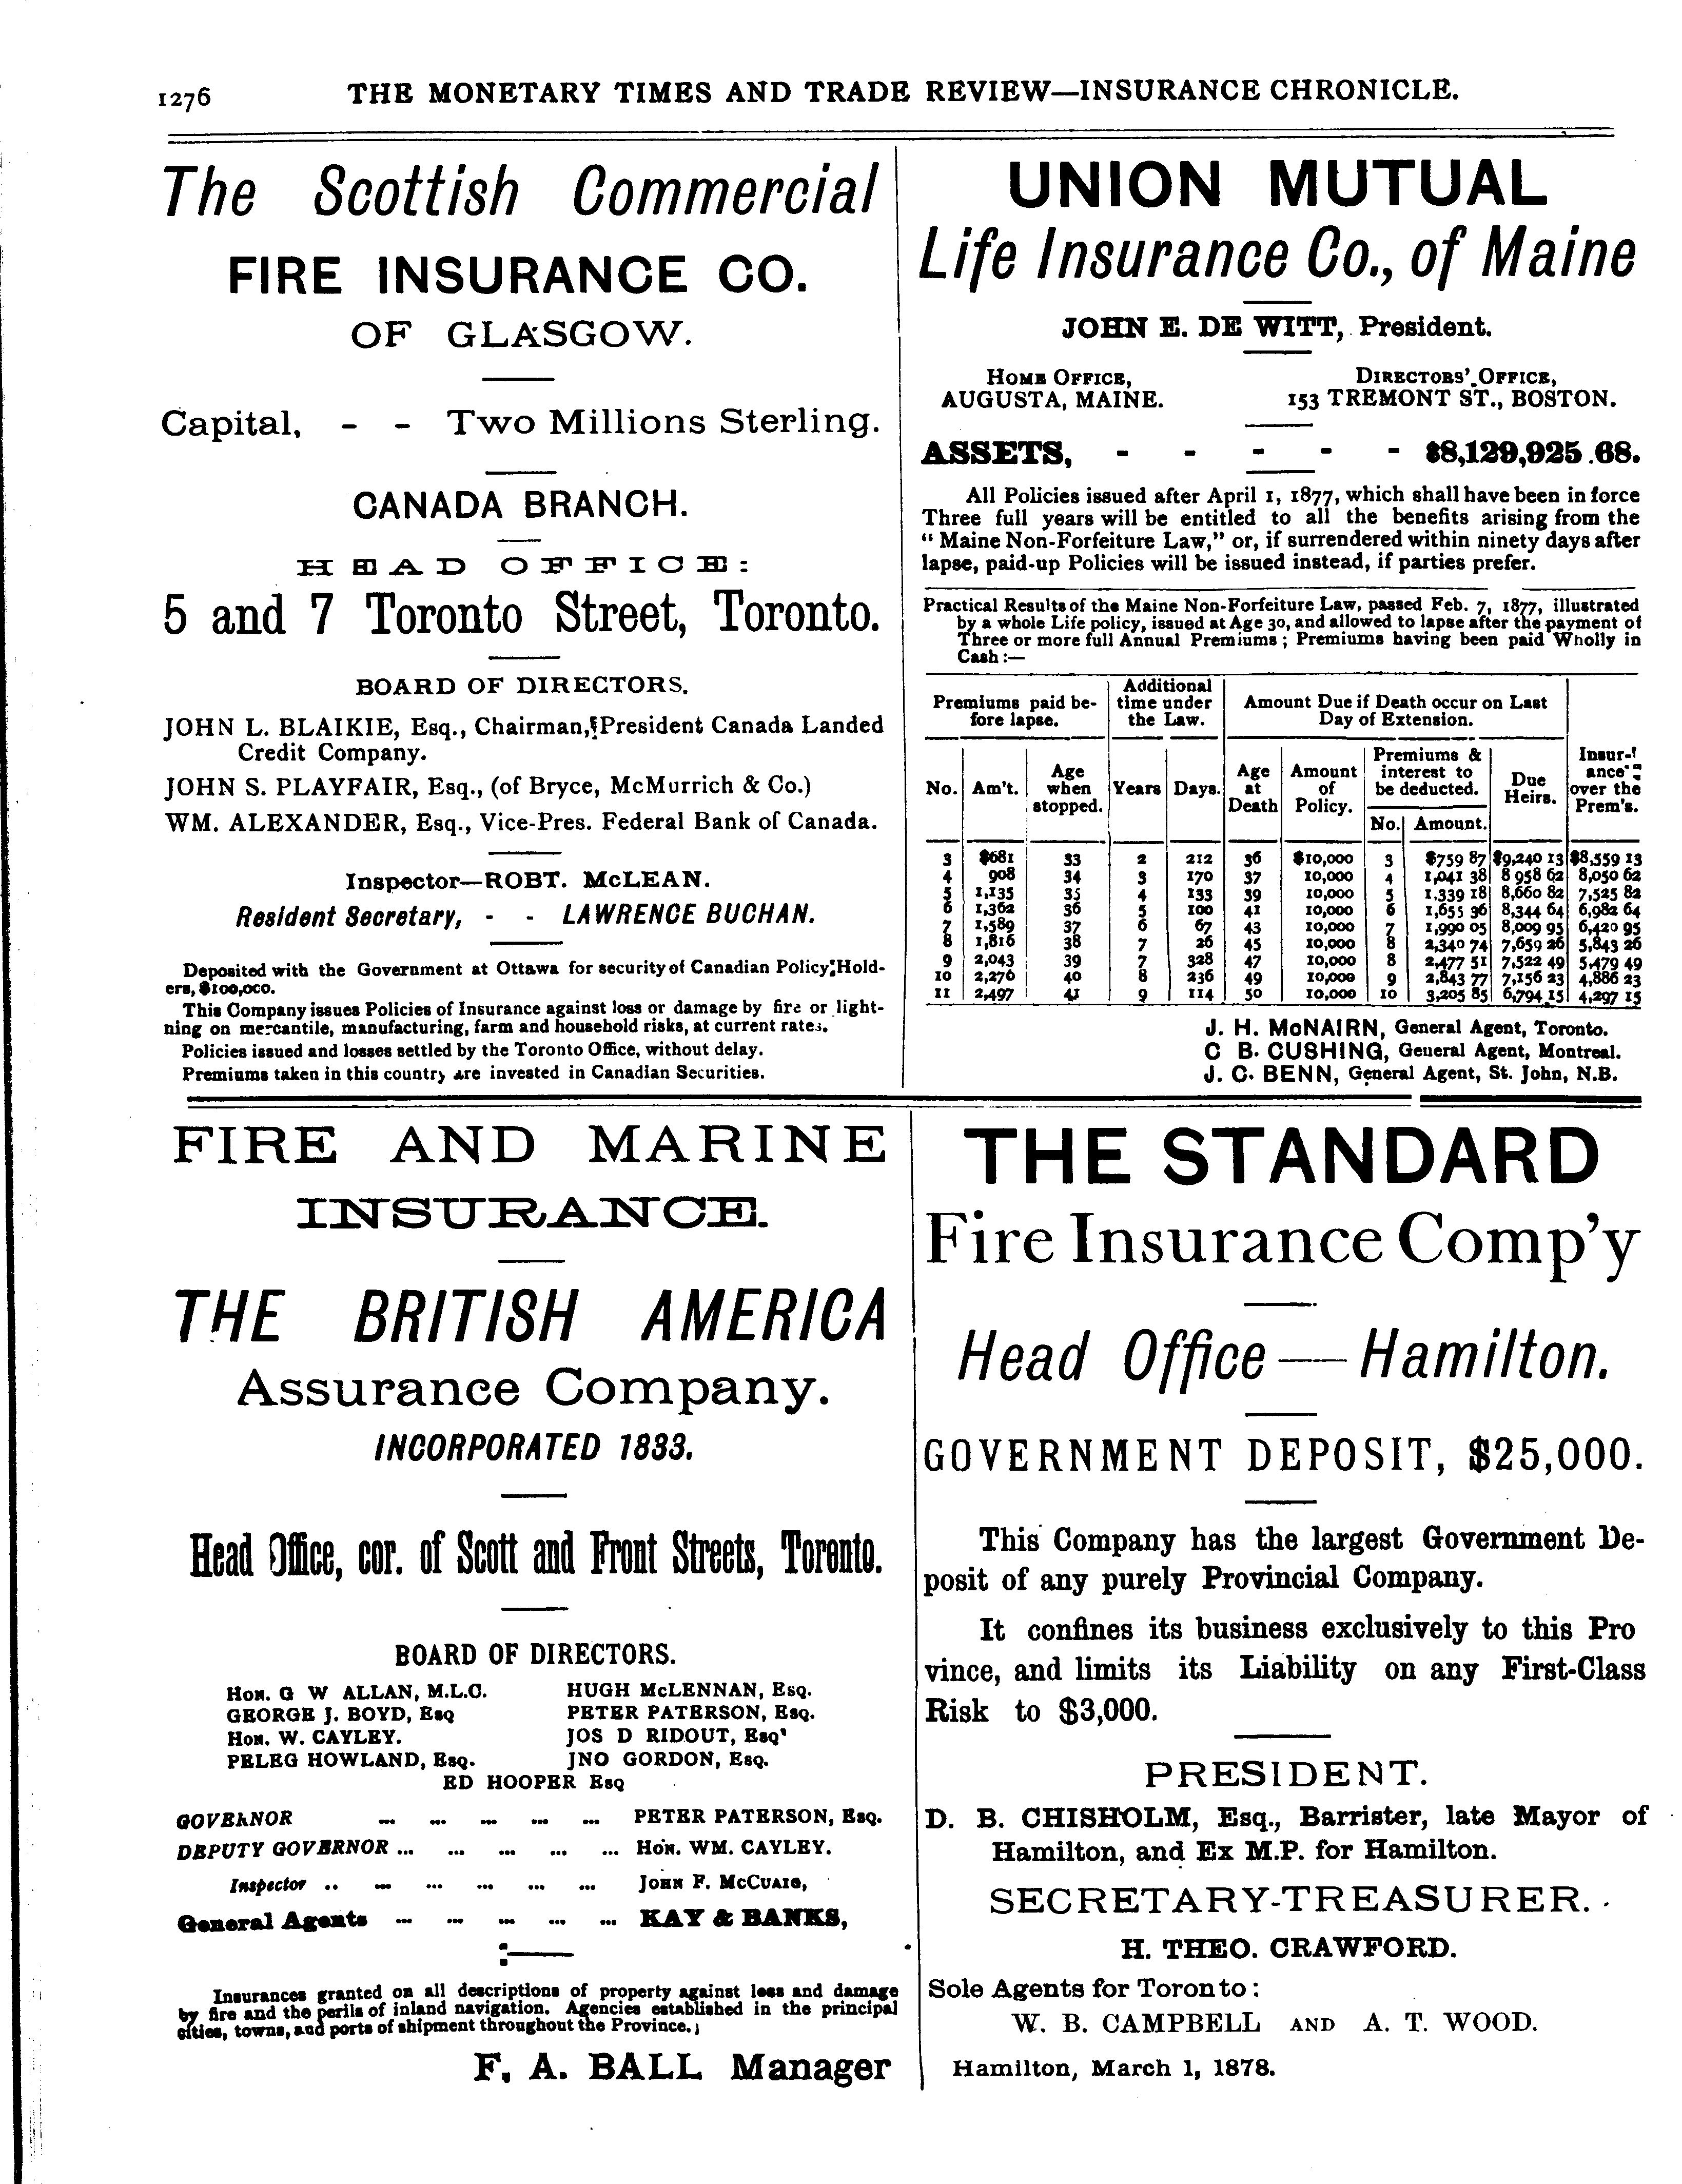 1276 THE MONETARY TIMES AND TRADE REVIEW—INSURANCE CHRONICLE.
The Scottish Commercial
FIRE INSURANCE CO.
OF GLASGOW.
Capital, - - Two Millions Sterling.
CANADA BRANCH.
HEAD OFFICE:
5 and 7 Toronto Street, Toronto.
BOARD OF DIRECTORS.
JOHN L. BLAIKIE, Esq., Chairman, President Canada Landed
Credit Company.
JOHN S. PLAYFAIR, Esq., (of Bryce, McMurrich & Co.)
WM. ALEXANDER, Esq., Vice-Pres. Federal Bank of Canada.
Inspector—ROBT. McLEAN.
Resident Secretary, - - LAWRENCE BUCHAN.
Deposited with the Government at Ottawa for security of Canadian Policy Hold-
ers, $100,000.
This Company issues Policies of Insurance against loss or damage by fire or light-
ning on mercantile, manufacturing, farm and household risks, at current rates.
Policies issued and losses settled by the Toronto Office, without delay.
Premiums taken in this country are invested in Canadian Securities.
UNION MUTUAL
Life Insurance Co., of Maine
JOHN E. DE WITT, President.
HOME OFFICE, DIRECTORS' OFFICE,
AUGUSTA, MAINE. 153 TREMONT ST., BOSTON.
ASSETS, - - - - - $8,129,925.68.
All Policies issued after April 1, 1877, which shall have been in force
Three full years will be entitled to all the benefits arising from the
" Maine Non-Forfeiture Law," or, if surrendered within ninety days after
lapse, paid-up Policies will be issued instead, if parties prefer.
Practical Results of the Maine Non-Forfeiture Law, passed Feb. 7, 1877, illustrated
by a whole Life policy, issued at Age 30, and allowed to lapse after the payment of
Three or more full Annual Premiums ; Premiums having been paid Wholly in
Cash :—
Premiums paid be-
fore lapse.
Additional
time under
the Law.
Amount Due if Death occur on Last
Day of Extension.
No.
Am't.
Age
when
stopped.
Years
Days.
Age
at
Death
Amount
of
Policy.
Premiums &
interest to
be deducted.
No. Amount.
Due
Heirs.
Insur-
ance
over the
Prem's.
3 $681 33 2 212 36 $10,000 3 $759 87 $9,240 13 $8,559 13
4 908 34 3 170 37 10,000 4 1,041 38 8 958 62 8,050 62
5 1,135 35 4 133 39 10,000 5 1.339 18 8,660 82 7,525 82
6 1,362 36 5 100 41 10,000 6 1,655 36 8,344 64 6,982 64
7 1,589 37 6 67 43 10,000 7 1,990 05 8,009 95 6,420 95
8 1,816 38 7 26 45 10,000 8 2,340 74 7,659 26 5,843 26
9 2,043 39 7 328 47 10,000 8 2,477 51 7,522 49 5,479 49
10 2,276 40 8 236 49 10,000 9 2,843 77 7,156 23 4,886 23
11 2,497 41 9 114 50 10,000 10 3,205 85 6,794 15 4,297 15
J. H. McNAIRN, General Agent, Toronto.
C B. CUSHING, General Agent, Montreal.
J. C. BENN, General Agent, St. John, N.B.
FIRE AND MARINE
INSURANCE.
THE BRITISH AMERICA
Assurance Company.
INCORPORATED 1833.
Head Office, cor. of Scott and Front Streets, Toronto.
BOARD OF DIRECTORS.
HON. G W ALLAN, M.L.C. HUGH McLENNAN, ESQ.
GEORGE J. BOYD, ESQ PETER PATERSON, ESQ.
HON. W. CAYLEY. JOS D RIDOUT, ESQ
PELEG HOWLAND, ESQ. JNO GORDON, ESQ.
ED HOOPER ESQ
GOVERNOR ... ... ... ... ... PETER PATERSON, ESQ.
DEPUTY GOVERNOR ... ... ... ... ... HON. WM. CAYLEY.
Inspector .. ... ... ... ... ... JOHN F. McCUAIG,
General Agents ... ... ... ... ... KAY & BANKS,
Insurances granted on all descriptions of property against loss and damage
by fire and the perils of inland navigation. Agencies established in the principal
cities, towns, and ports of shipment throughout the Province.
F. A. BALL Manager
THE STANDARD
Fire Insurance Comp'y
Head Office — Hamilton.
GOVERNMENT DEPOSIT, $25,000.
This Company has the largest Government De-
posit of any purely Provincial Company.
It confines its business exclusively to this Pro
vince, and limits its Liability on any First-Class
Risk to $3,000.
PRESIDENT.
D. B. CHISHOLM, Esq., Barrister, late Mayor of
Hamilton, and Ex M.P. for Hamilton.
SECRETARY-TREASURER.
H. THEO. CRAWFORD.
Sole Agents for Toronto :
W. B. CAMPBELL AND A. T. WOOD.
Hamilton, March 1, 1878.